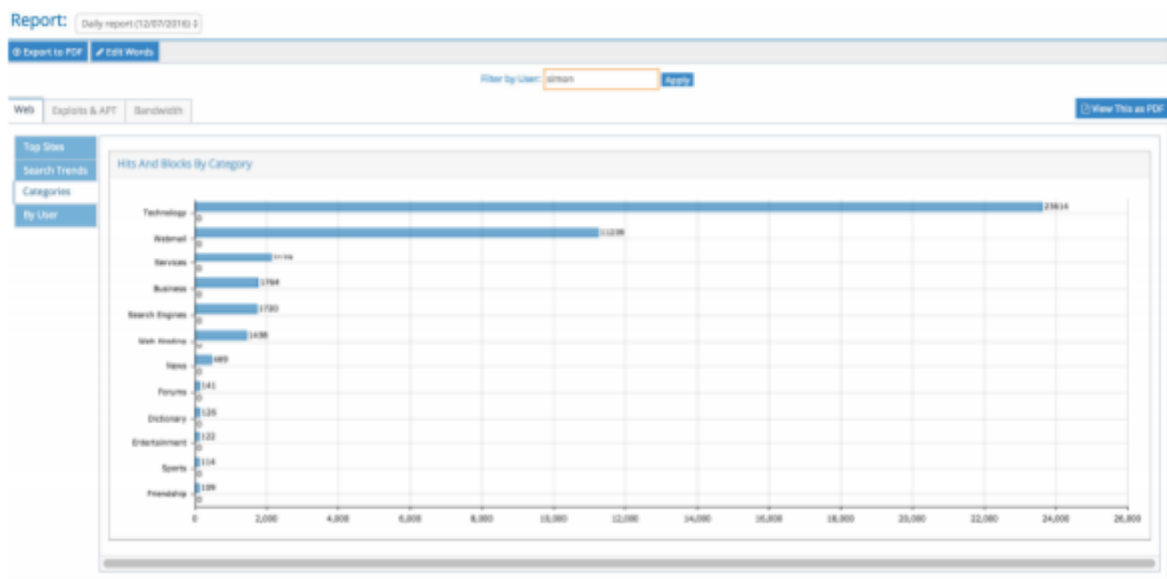 Report: Daily report (12/07/2016)
Export to PDF Edit Words
Filter by User: simon Apply
Web Exploits & APT Bandwidth
View This as PDF
Top Sites
Search Trends
Categories
By User
Hits And Blocks By Category
Technology 23614
0
Webmail 11239
0
Services
0
Business 1764
0
Search Engines 1720
0
Web Hosting 1438
News 469
0
Forums 141
0
Dictionary 126
0
Entertainment 122
0
Sports 114
0
Friendship 109
0
0 2,000 4,000 6,000 8,000 10,000 12,000 14,000 16,000 18,000 20,000 22,000 24,000 26,000